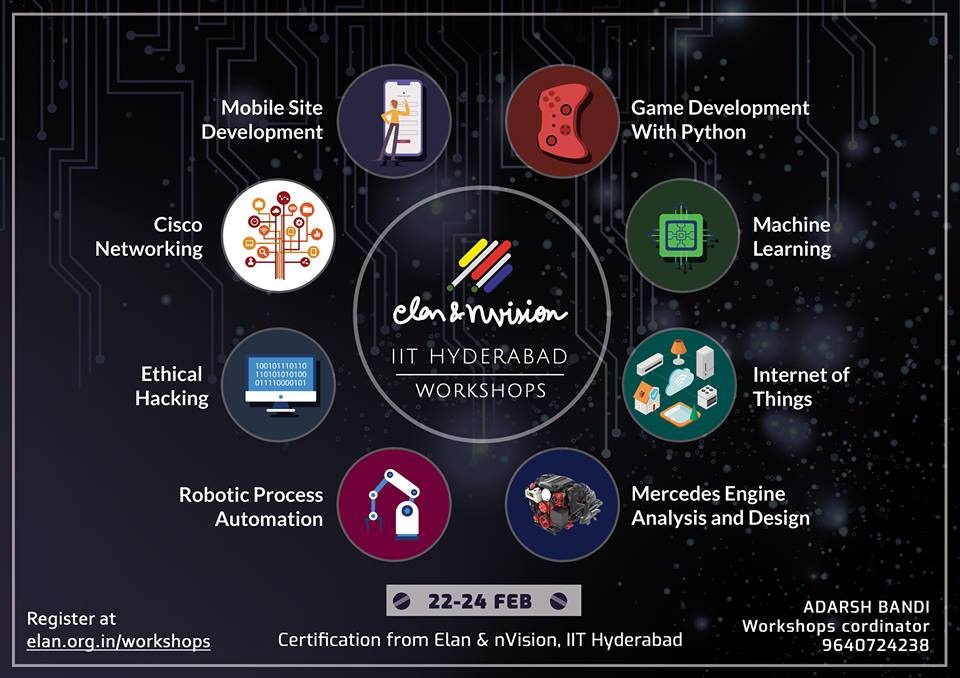 Mobile Site
Development
Game Development
With Python
Cisco
Networking
Machine
Learning
elan & nvision
IIT HYDERABAD
WORKSHOPS
Ethical
Hacking
100101110110
110101010100
011110000101
Internet of
Things
Robotic Process
Automation
Mercedes Engine
Analysis and Design
22-24 FEB
Register at
elan.org.in/workshops
Certification from Elan & nVision, IIT Hyderabad
ADARSH BANDI
Workshops cordinator
9640724238